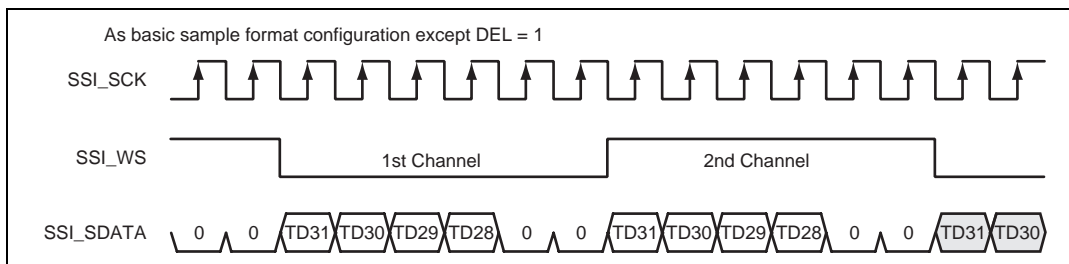 As basic sample format configuration except DEL = 1
SSI_SCK
SSI_WS 1st Channel 2nd Channel
SSI_SDATA 0 0 TD31 TD30 TD29 TD28 0 0 TD31 TD30 TD29 TD28 0 0 TD31 TD30